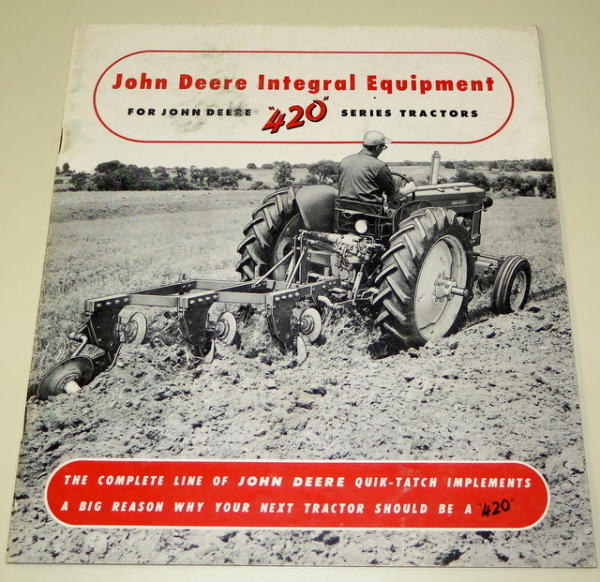 John Deere Integral Equipment
FOR JOHN DEERE "420" SERIES TRACTORS
THE COMPLETE LINE OF JOHN DEERE QUIK-TATCH IMPLEMENTS
A BIG REASON WHY YOUR NEXT TRACTOR SHOULD BE A "420"